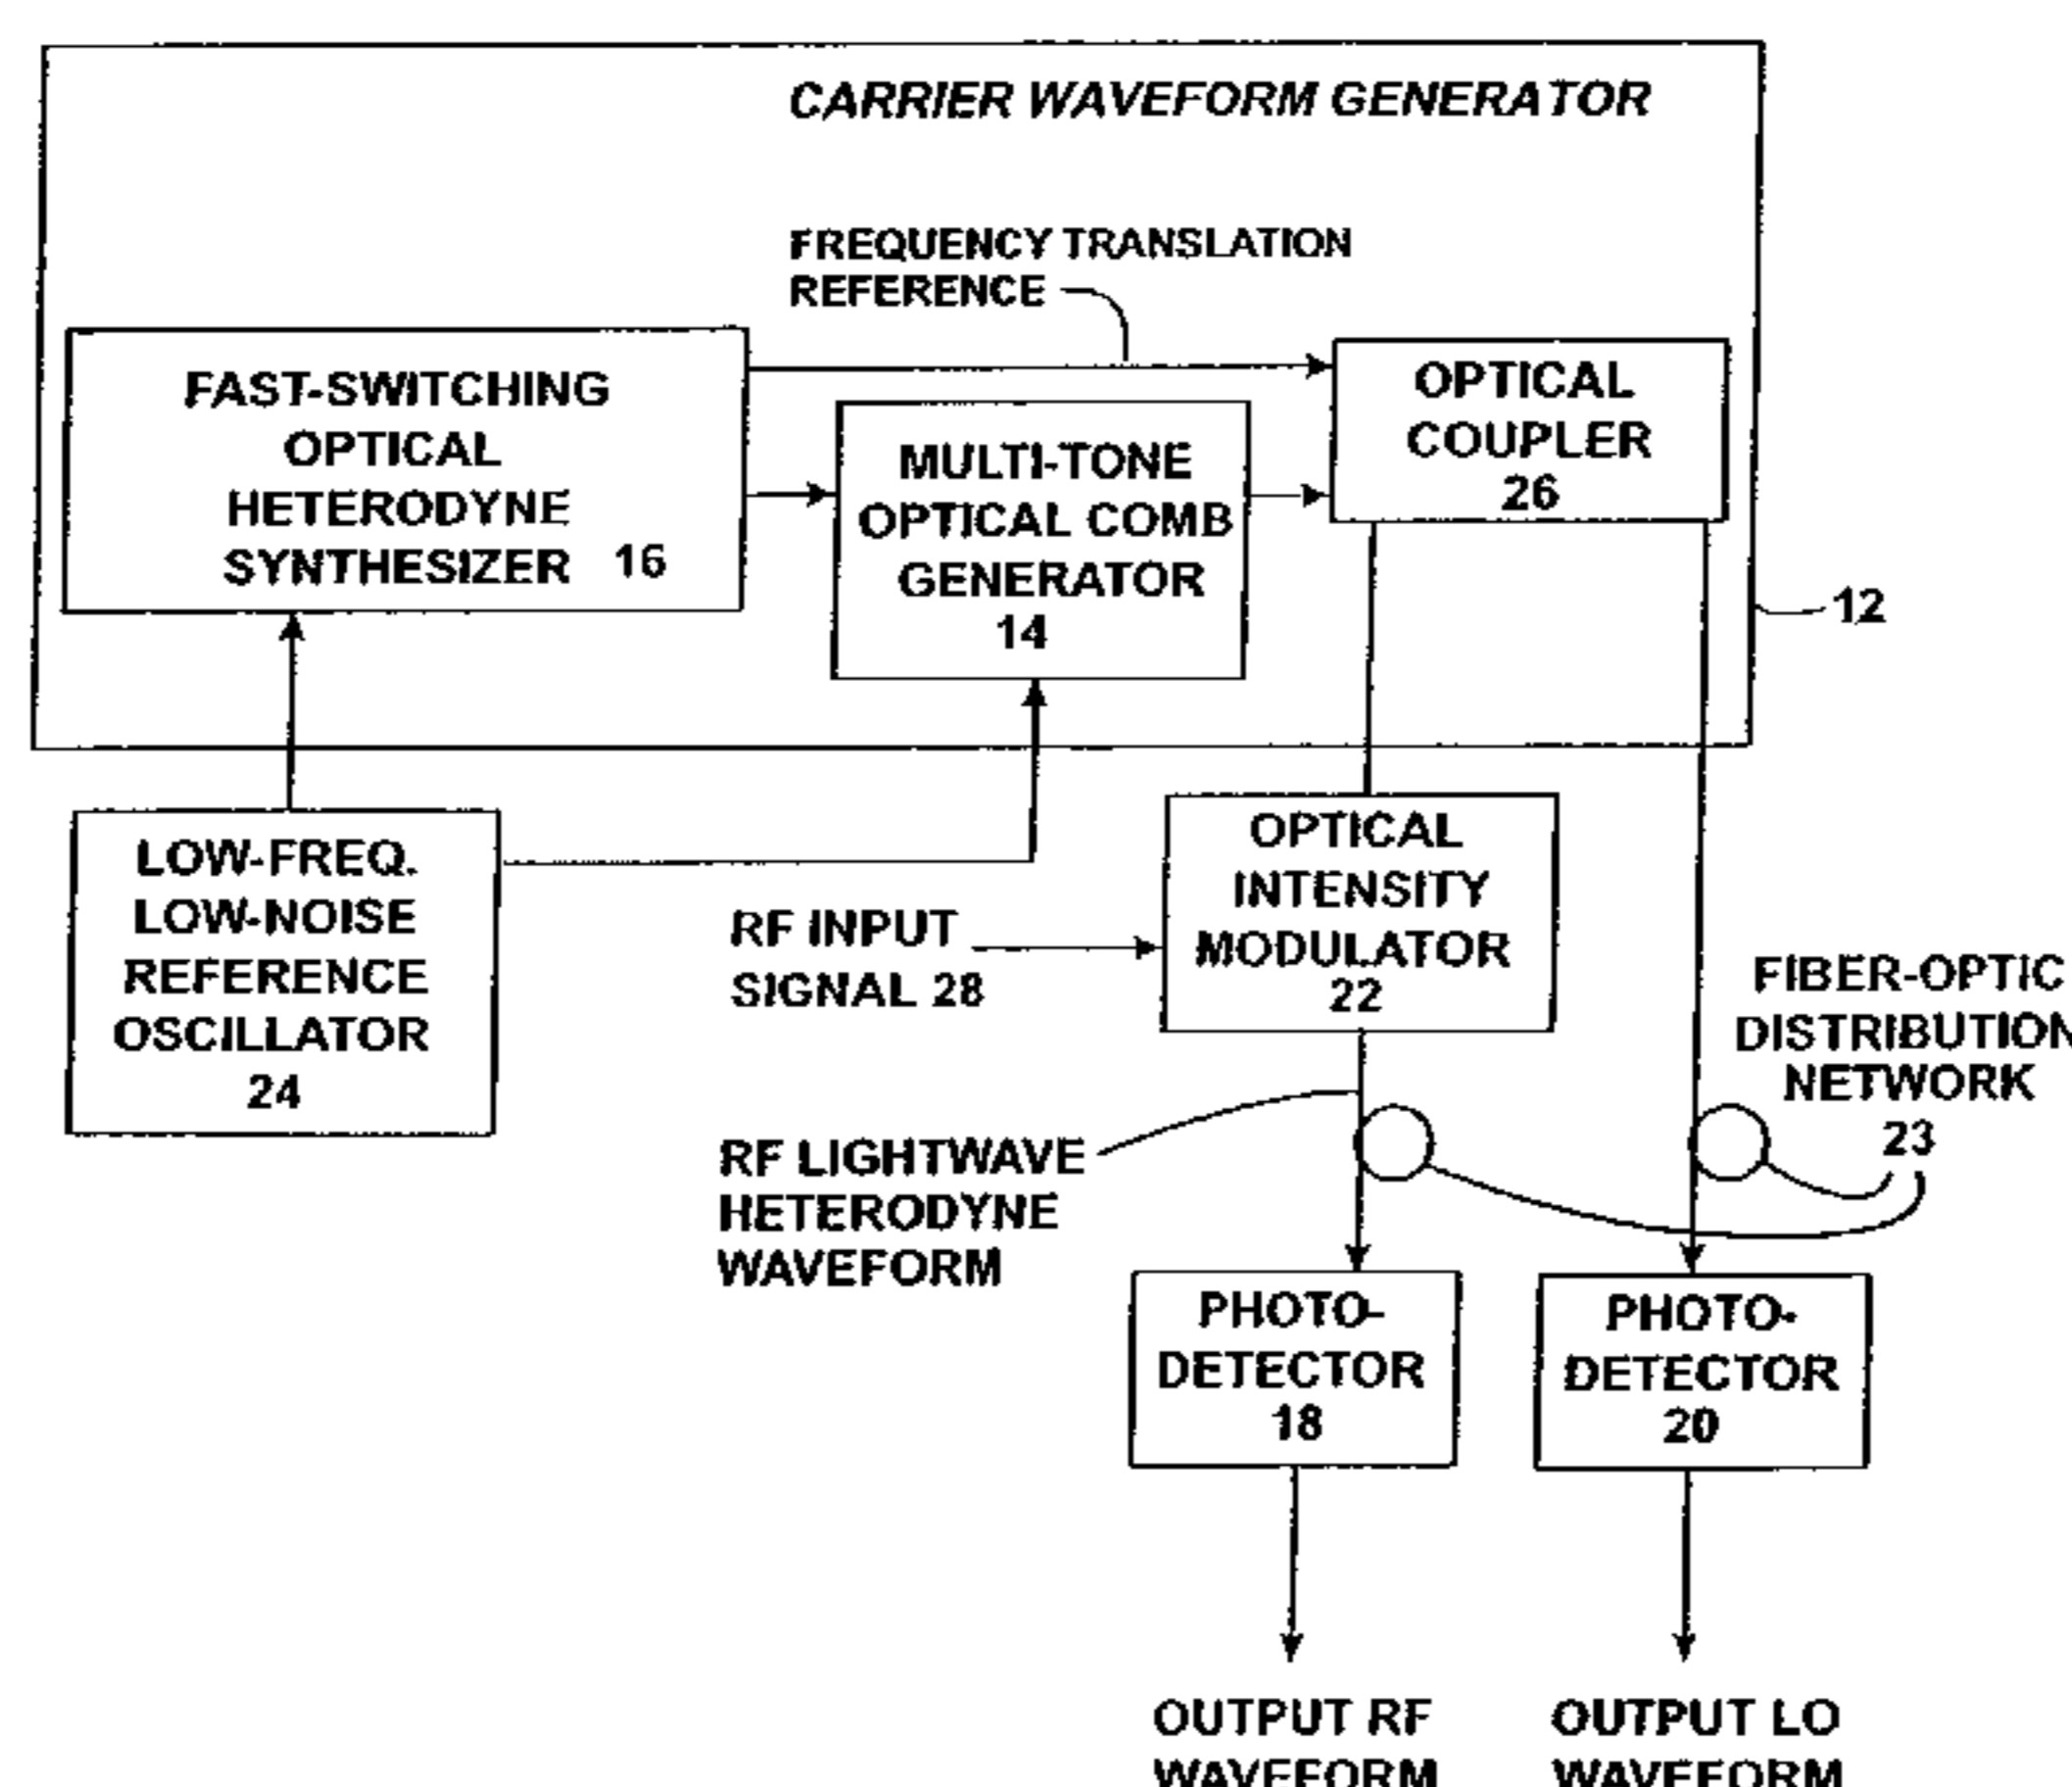 CARRIER WAVEFORM GENERATOR
FREQUENCY TRANSLATION
REFERENCE
FAST-SWITCHING
OPTICAL
HETERODYNE
SYNTHESIZER 16
MULTI-TONE
OPTICAL COMB
GENERATOR
14
OPTICAL
COUPLER
26
12
LOW-FREQ.
LOW-NOISE
REFERENCE
OSCILLATOR
24
RF INPUT
SIGNAL 28
OPTICAL
INTENSITY
MODULATOR
22
FIBER-OPTIC
DISTRIBUTION
NETWORK
23
RF LIGHTWAVE
HETERODYNE
WAVEFORM
PHOTO-
DETECTOR
18
PHOTO-
DETECTOR
20
OUTPUT RF
WAVEFORM
OUTPUT LO
WAVEFORM